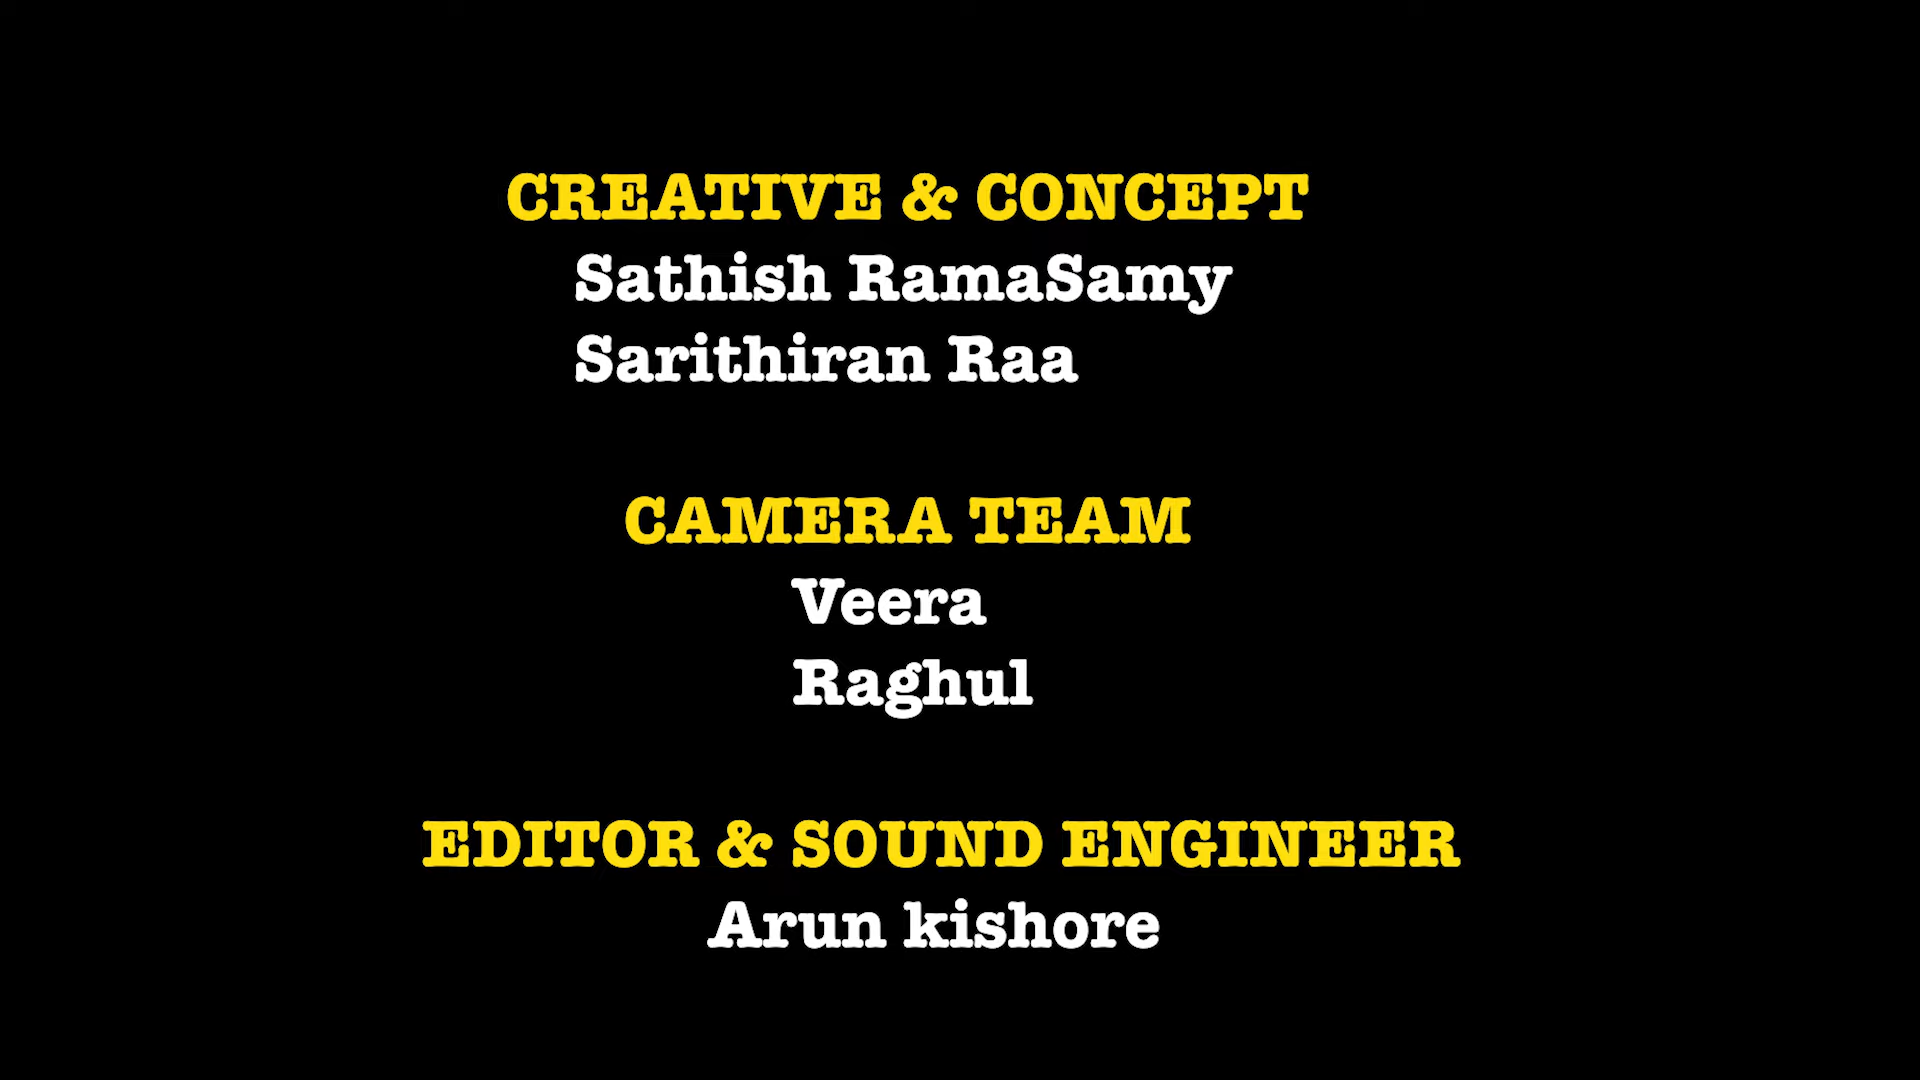 CREATIVE & CONCEPT
Sathish RamaSamy
Sarithiran Raa
CAMERA TEAM
Veera
Raghul
EDITOR & SOUND ENGINEER
Arun kishore